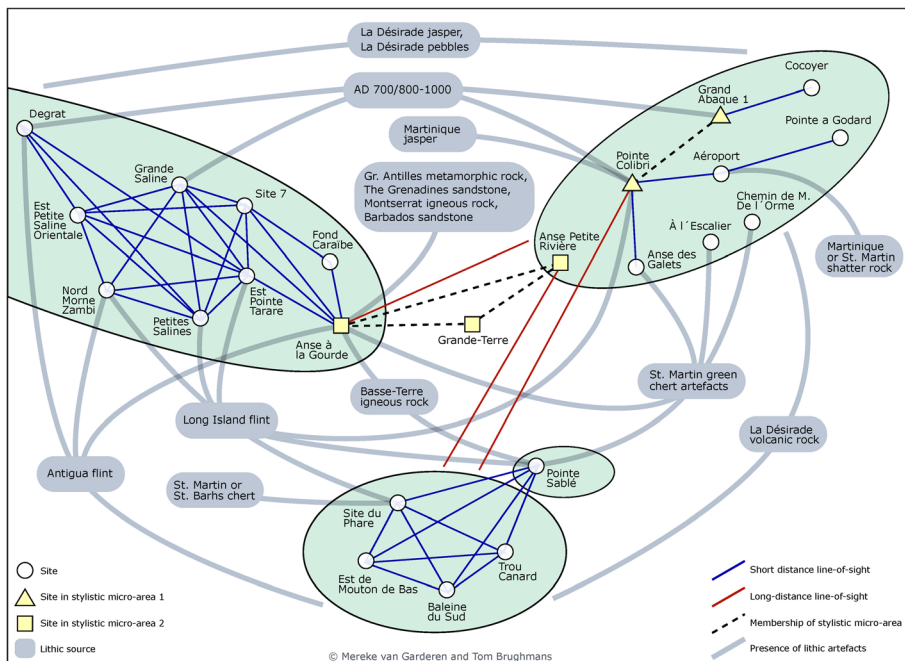 La Désirade jasper,
La Désirade pebbles
AD 700/800-1000
Martinique
jasper
Gr. Antilles metamorphic rock,
The Grenadines sandstone,
Montserrat igneous rock,
Barbados sandstone
Degrat
Grande
Saline
Site 7
Est
Petite
Saline
Orientale
Fond
Caraïbe
Nord
Morne
Zambi
Petites
Salines
Est
Pointe
Tarare
Anse à
la Gourde
Grande-Terre
Anse Petite
Rivière
Cocoyer
Grand
Abaque 1
Pointe a Godard
Pointe
Colibri
Aéroport
Chemin de M.
De l´Orme
À l´Escalier
Anse des
Galets
Martinique
or St. Martin
shatter rock
St. Martin green
chert artefacts
Basse-Terre
igneous rock
Long Island flint
La Désirade
volcanic rock
Antigua flint
St. Martin or
St. Barhs chert
Pointe
Sablé
Site du
Phare
Trou
Canard
Est de
Mouton de Bas
Baleine
du Sud
Site
Site in stylistic micro-area 1
Site in stylistic micro-area 2
Lithic source
Short distance line-of-sight
Long-distance line-of-sight
Membership of stylistic micro-area
Presence of lithic artefacts
© Mereke van Garderen and Tom Brughmans